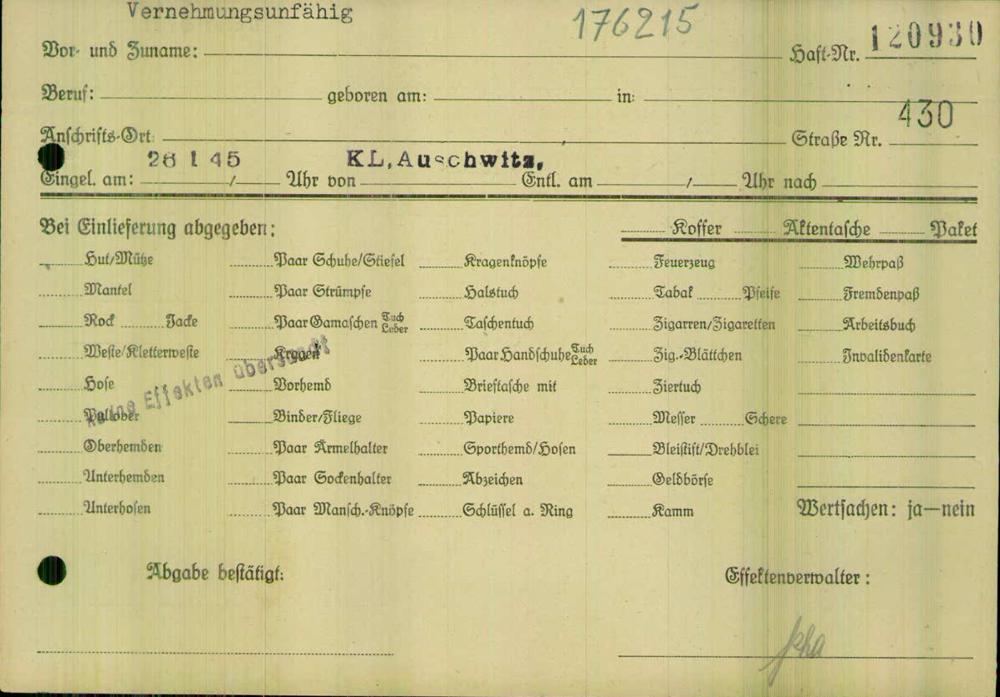 Vernehmungsunfähig
176215
Vor- und Zuname: Haft-Nr. 120930
Beruf: geboren am: in:
430
Anschrifts-Ort: Straße Nr.
26 1 45 KL, Auschwitz,
Eingel. am: / Uhr von Entl. am / Uhr nach
Bei Einlieferung abgegeben: Koffer Aktentasche Paket
Hut/Mütze Paar Schuhe/Stiefel Kragenknöpfe Feuerzeug Wehrpaß
Mantel Paar Strümpfe Halstuch Tabak Pfeife Fremdenpaß
Rock Jacke Paar Gamaschen Tuch Leder Taschentuch Zigarren/Zigaretten Arbeitsbuch
Weste/Kletterweste Kragen Paar Handschuhe Tuch Leder Zig.-Blättchen Invalidenkarte
Keine Effekten übersandt
Hose Vorhemd Brieftasche mit Ziertuch
Pullover Binder/Fliege Papiere Messer Schere
Oberhemden Paar Ärmelhalter Sporthemd/Hosen Bleistift/Drehblei
Unterhemden Paar Sockenhalter Abzeichen Geldbörse
Unterhosen Paar Mansch.-Knöpfe Schlüssel a. Ring Kamm Wertsachen: ja—nein
Abgabe bestätigt: Effektenverwalter: